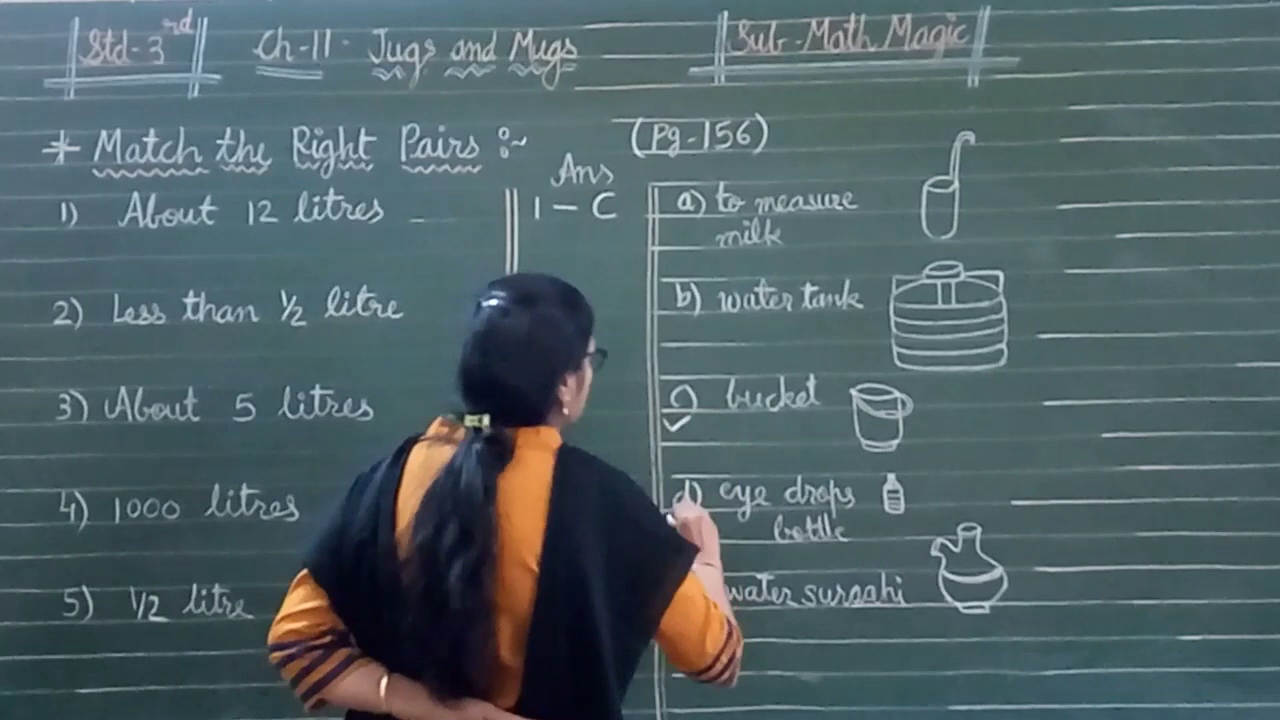 Std-3rd Ch-11- Jugs and Mugs Sub-Math Magic
* Match the Right Pairs :- (Pg-156)
Ans
1) About 12 litres - 1 - C a) to measure
milk
2) Less than 1/2 litre b) water tank
3) About 5 litres c) bucket
4) 1000 litres d) eye drops
bottle
5) 1/2 litre water suraahi